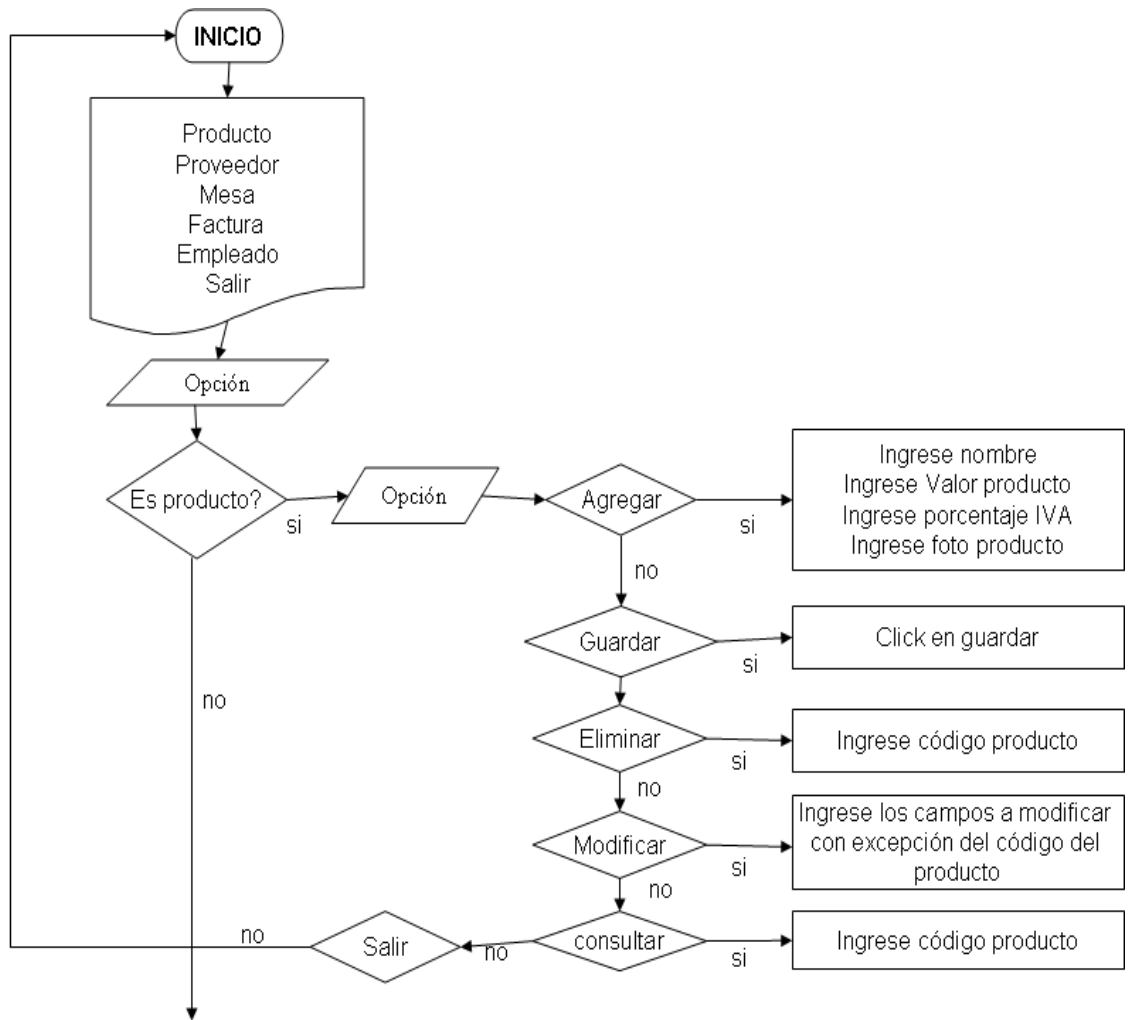 INICIO
Producto
Proveedor
Mesa
Factura
Empleado
Salir
Opción
Es producto?
si
Opción
Agregar
si
Ingrese nombre
Ingrese Valor producto
Ingrese porcentaje IVA
Ingrese foto producto
no
Guardar
si
Click en guardar
no
Eliminar
si
Ingrese código producto
no
Modificar
si
Ingrese los campos a modificar
con excepción del código del
producto
no
consultar
si
Ingrese código producto
no
Salir
no